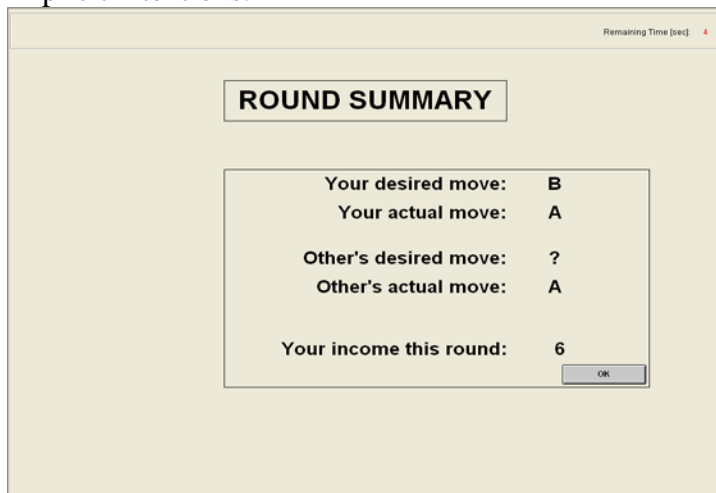 Remaining Time [sec]: 4
ROUND SUMMARY
Your desired move: B
Your actual move: A
Other's desired move: ?
Other's actual move: A
Your income this round: 6
OK